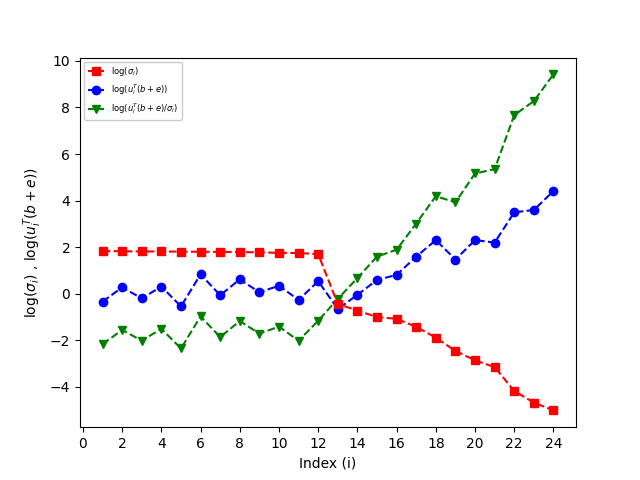 log(σᵢ)
log(uᵢᵀ(b + e))
log(uᵢᵀ(b + e)/σᵢ)
log(σᵢ) , log(uᵢᵀ(b + e))
10
8
6
4
2
0
−2
−4
0 2 4 6 8 10 12 14 16 18 20 22 24
Index (i)